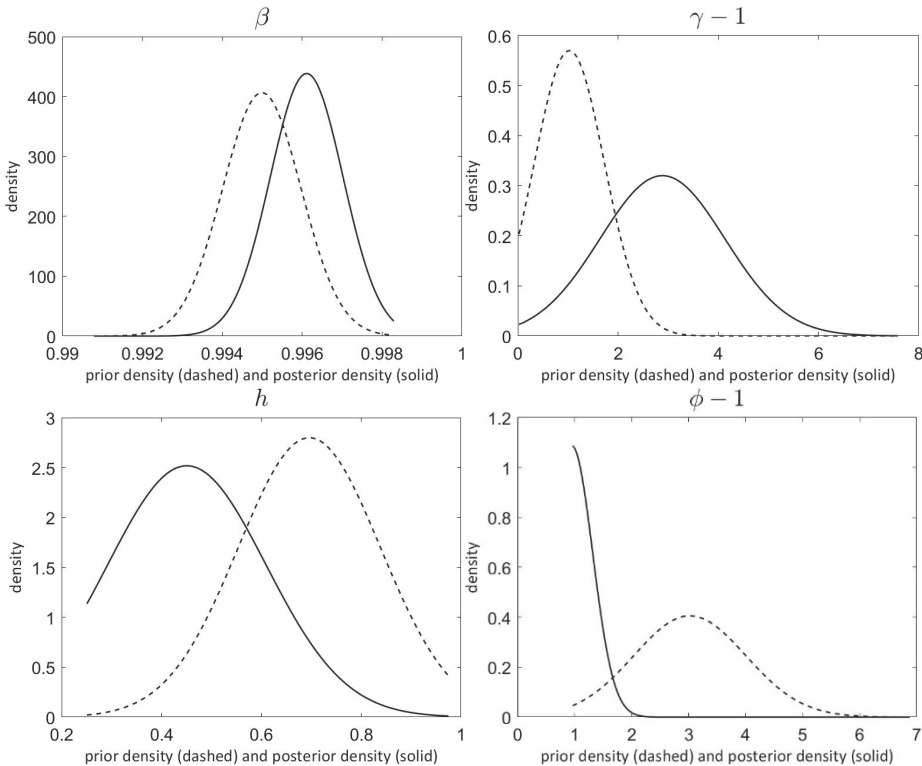 β
500
400
300
200
100
0
density
0.99 0.992 0.994 0.996 0.998 1
prior density (dashed) and posterior density (solid)
γ − 1
0.6
0.5
0.4
0.3
0.2
0.1
0
density
0 2 4 6 8
prior density (dashed) and posterior density (solid)
h
3
2.5
2
1.5
1
0.5
0
density
0.2 0.4 0.6 0.8 1
prior density (dashed) and posterior density (solid)
ϕ − 1
1.2
1
0.8
0.6
0.4
0.2
0
density
0 1 2 3 4 5 6 7
prior density (dashed) and posterior density (solid)